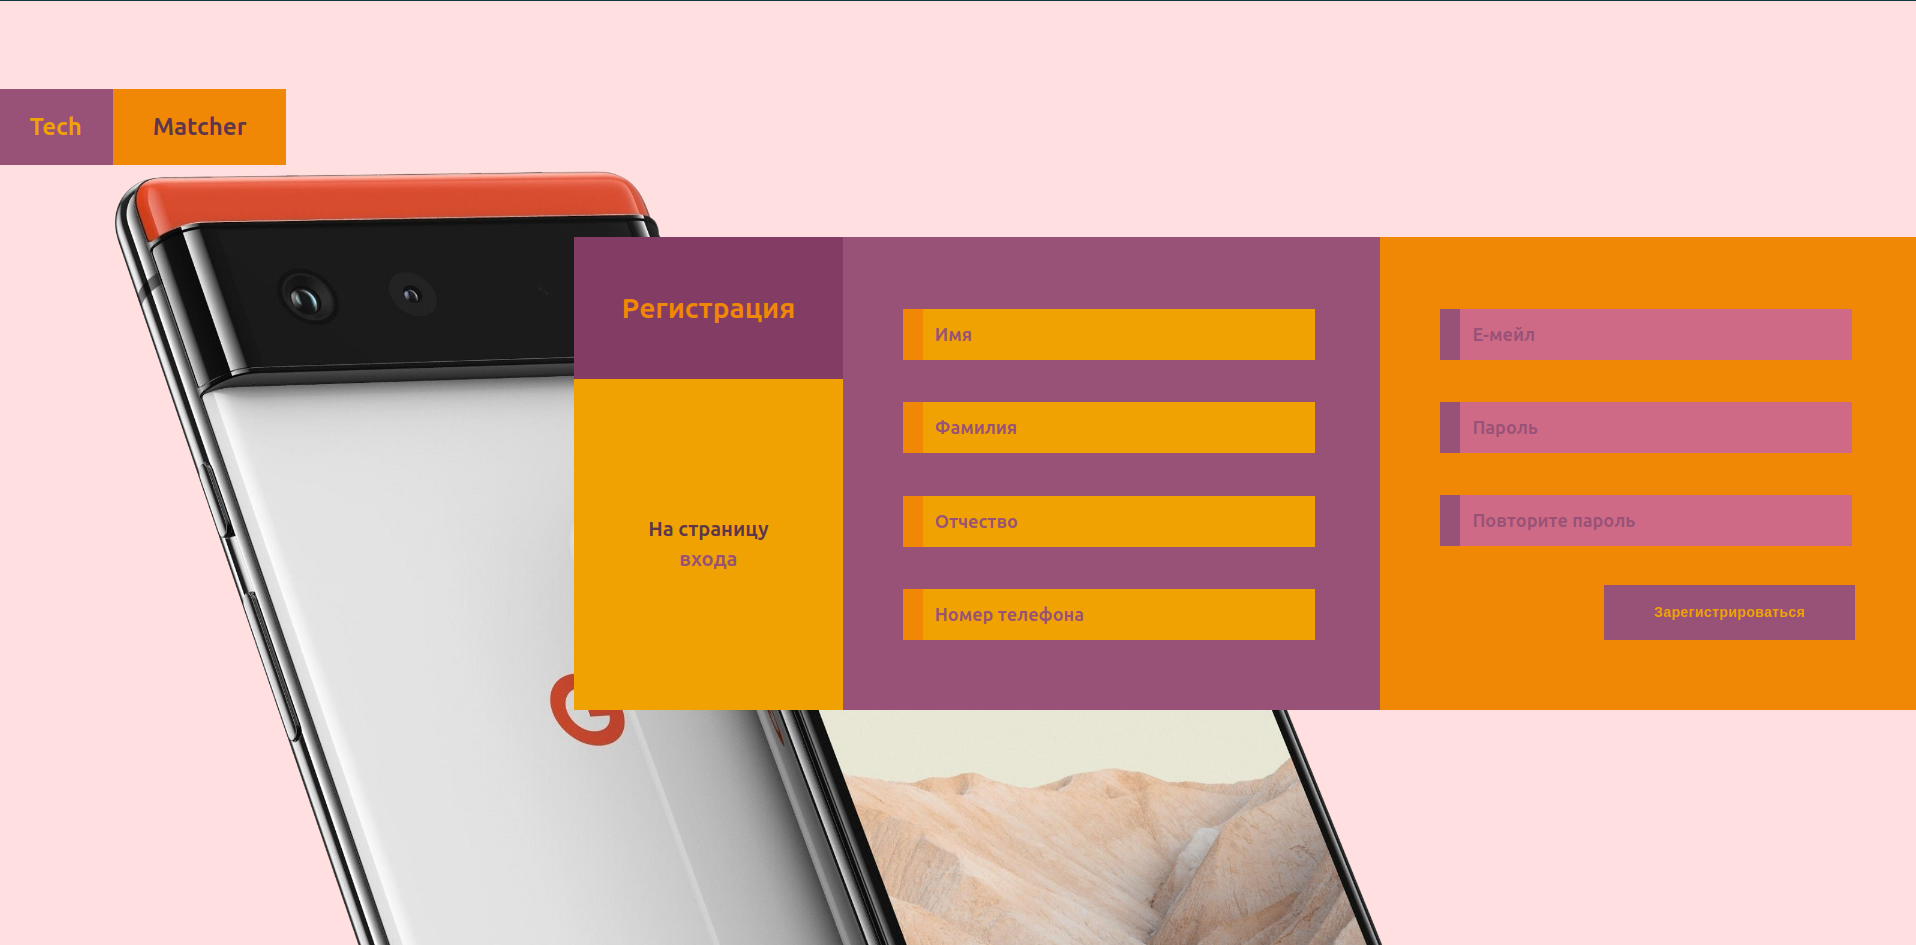 Tech
Matcher
Регистрация
На страницу
входа
Имя
Фамилия
Отчество
Номер телефона
Е-мейл
Пароль
Повторите пароль
Зарегистрироваться
G